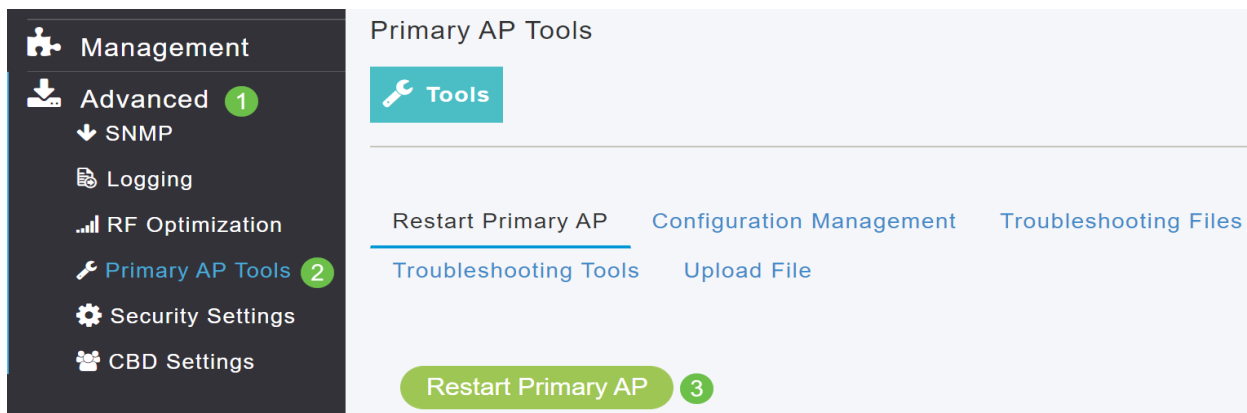 Management
Advanced 1
SNMP
Logging
RF Optimization
Primary AP Tools 2
Security Settings
CBD Settings
Primary AP Tools
Tools
Restart Primary AP Configuration Management Troubleshooting Files
Troubleshooting Tools Upload File
Restart Primary AP 3